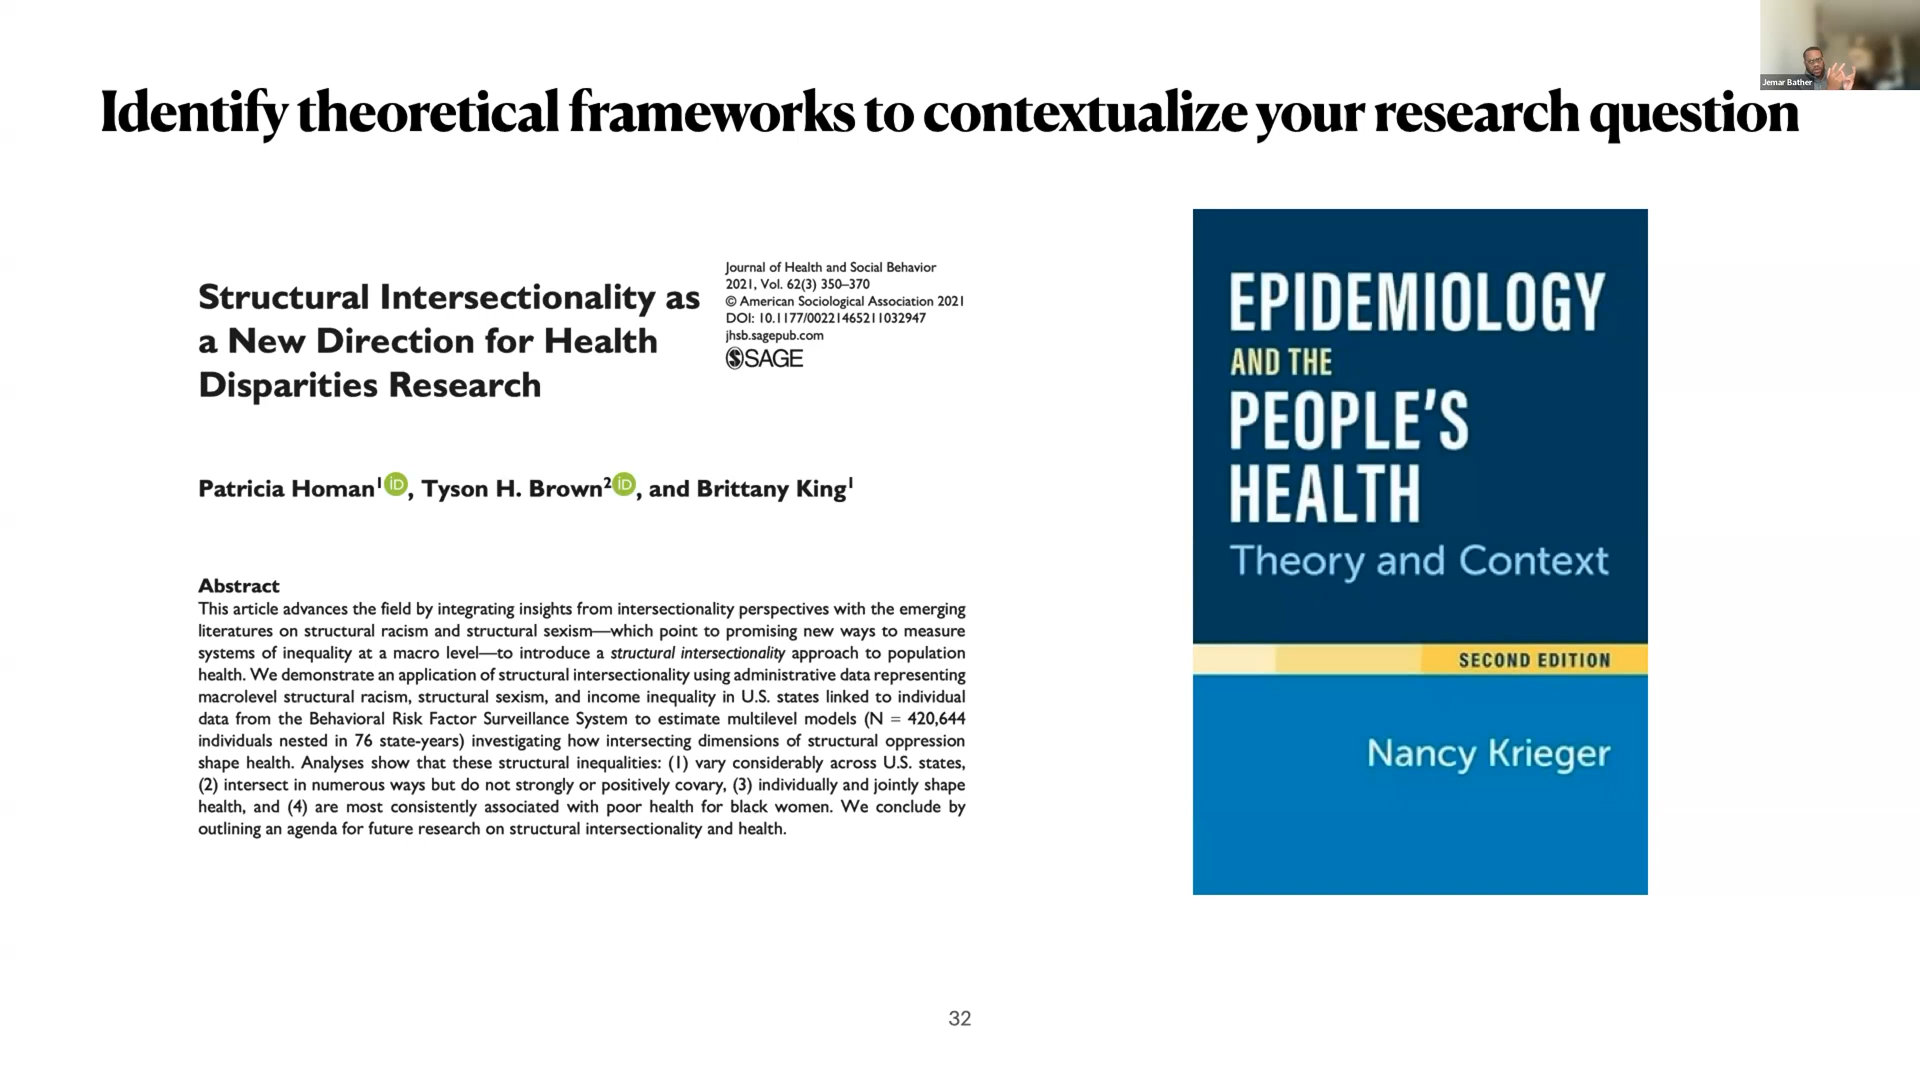 Jemar Bather
Identify theoretical frameworks to contextualize your research question
Structural Intersectionality as
a New Direction for Health
Disparities Research
Journal of Health and Social Behavior
2021, Vol. 62(3) 350–370
© American Sociological Association 2021
DOI: 10.1177/00221465211032947
jhsb.sagepub.com
SAGE
Patricia Homan1 iD, Tyson H. Brown2 iD, and Brittany King1
Abstract
This article advances the field by integrating insights from intersectionality perspectives with the emerging
literatures on structural racism and structural sexism—which point to promising new ways to measure
systems of inequality at a macro level—to introduce a structural intersectionality approach to population
health. We demonstrate an application of structural intersectionality using administrative data representing
macrolevel structural racism, structural sexism, and income inequality in U.S. states linked to individual
data from the Behavioral Risk Factor Surveillance System to estimate multilevel models (N = 420,644
individuals nested in 76 state-years) investigating how intersecting dimensions of structural oppression
shape health. Analyses show that these structural inequalities: (1) vary considerably across U.S. states,
(2) intersect in numerous ways but do not strongly or positively covary, (3) individually and jointly shape
health, and (4) are most consistently associated with poor health for black women. We conclude by
outlining an agenda for future research on structural intersectionality and health.
EPIDEMIOLOGY
AND THE
PEOPLE'S
HEALTH
Theory and Context
SECOND EDITION
Nancy Krieger
32